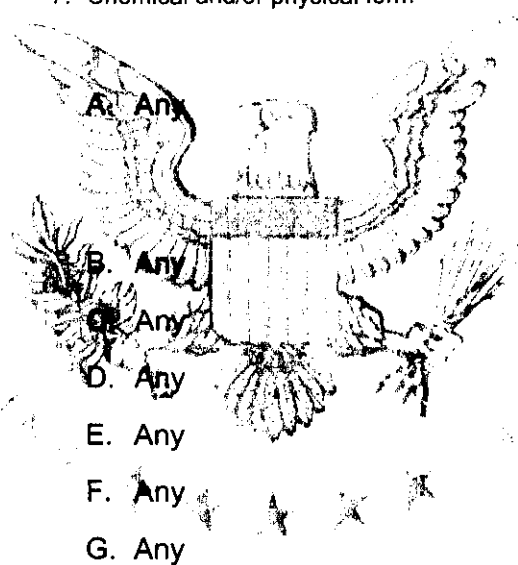 7. Chemical and/or physical form
A. Any
B. Any
C. Any
D. Any
E. Any
F. Any
G. Any